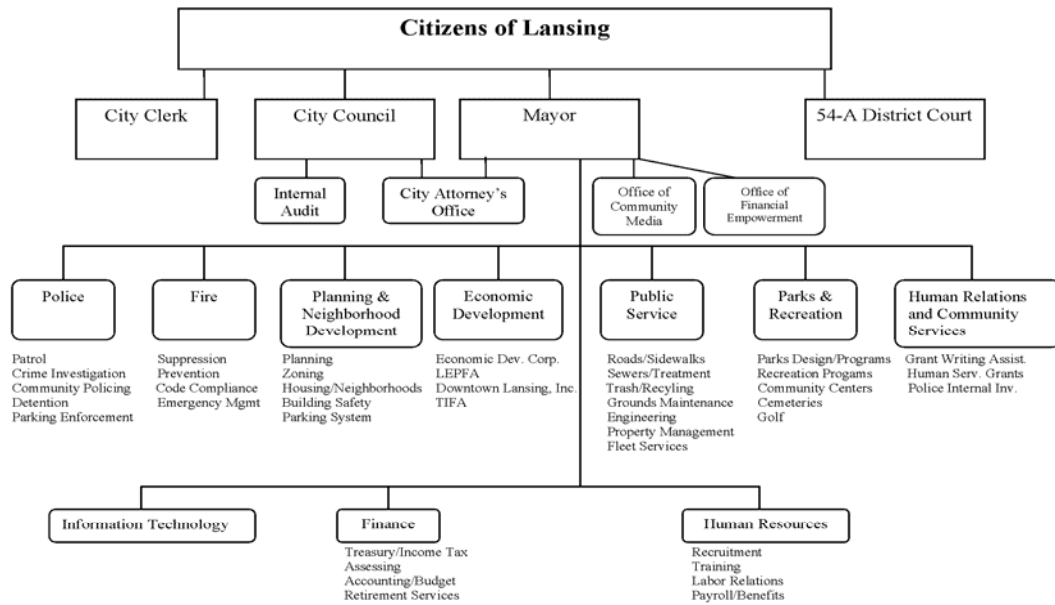 Citizens of Lansing
City Clerk
City Council
Mayor
54-A District Court
Internal
Audit
City Attorney's
Office
Office of
Community
Media
Office of
Financial
Empowerment
Police
Patrol
Crime Investigation
Community Policing
Detention
Parking Enforcement
Fire
Suppression
Prevention
Code Compliance
Emergency Mgmt
Planning &
Neighborhood
Development
Planning
Zoning
Housing/Neighborhoods
Building Safety
Parking System
Economic
Development
Economic Dev. Corp.
LEPFA
Downtown Lansing, Inc.
TIFA
Public
Service
Roads/Sidewalks
Sewers/Treatment
Trash/Recyling
Grounds Maintenance
Engineering
Property Management
Fleet Services
Parks &
Recreation
Parks Design/Programs
Recreation Progams
Community Centers
Cemeteries
Golf
Human Relations
and Community
Services
Grant Writing Assist.
Human Serv. Grants
Police Internal Inv.
Information Technology
Finance
Treasury/Income Tax
Assessing
Accounting/Budget
Retirement Services
Human Resources
Recruitment
Training
Labor Relations
Payroll/Benefits